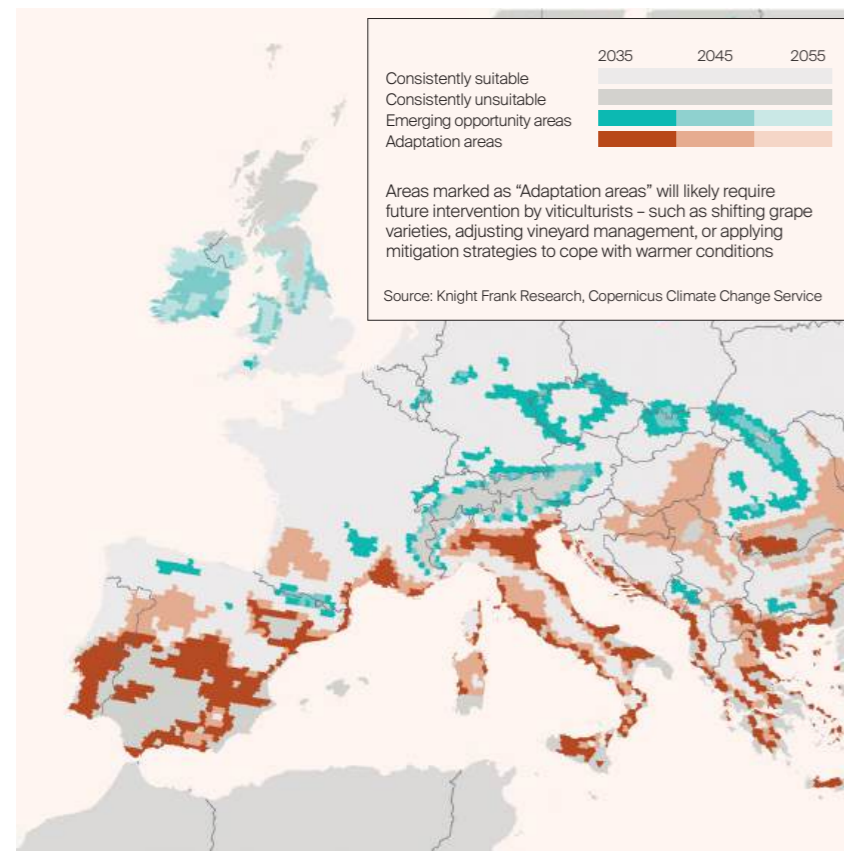 2035 2045 2055
Consistently suitable
Consistently unsuitable
Emerging opportunity areas
Adaptation areas
Areas marked as “Adaptation areas” will likely require
future intervention by viticulturists – such as shifting grape
varieties, adjusting vineyard management, or applying
mitigation strategies to cope with warmer conditions
Source: Knight Frank Research, Copernicus Climate Change Service